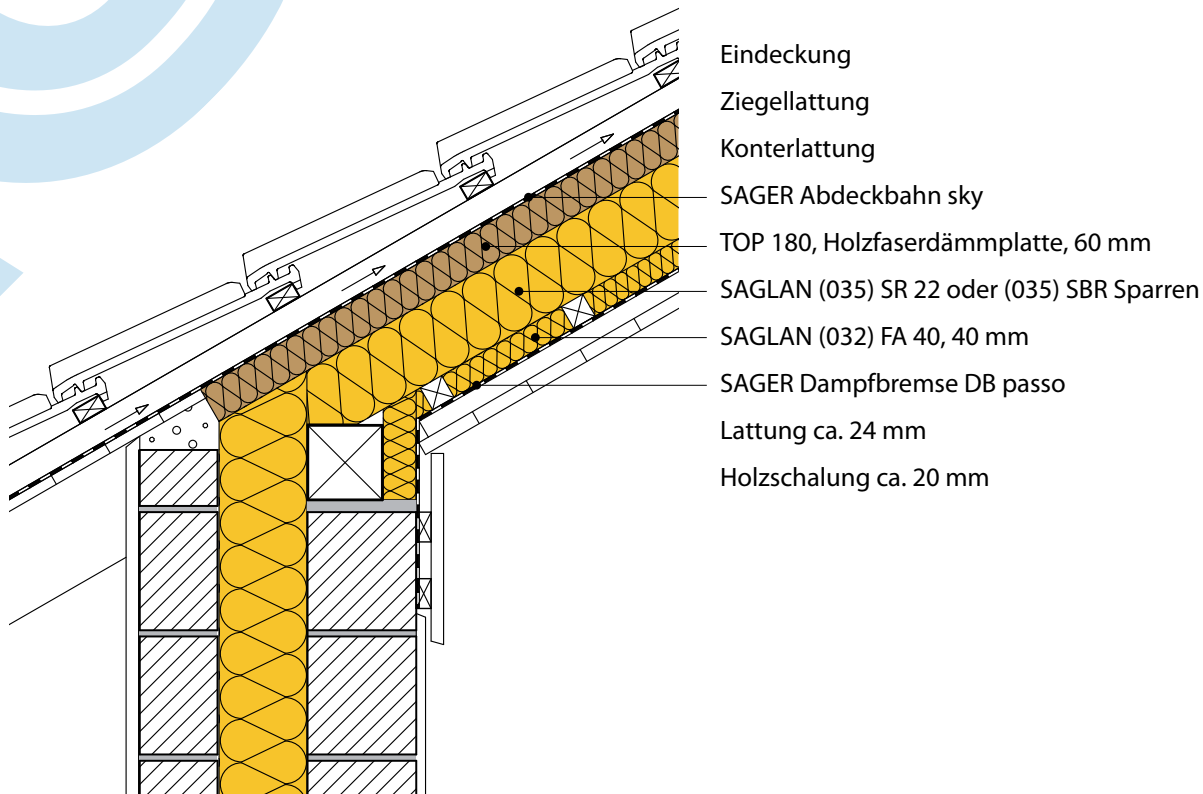 Eindeckung
Ziegellattung
Konterlattung
SAGER Abdeckbahn sky
TOP 180, Holzfaserdämmplatte, 60 mm
SAGLAN (035) SR 22 oder (035) SBR Sparren
SAGLAN (032) FA 40, 40 mm
SAGER Dampfbremse DB passo
Lattung ca. 24 mm
Holzschalung ca. 20 mm